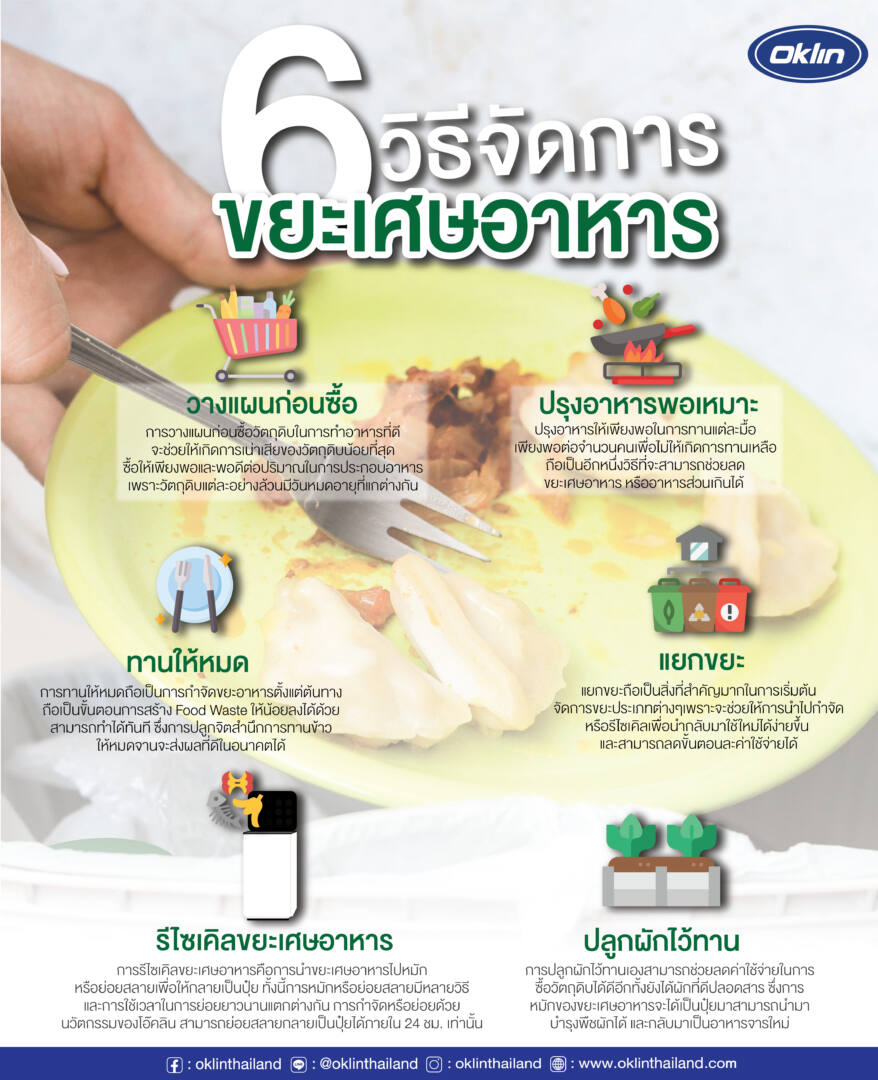 Oklin
6 วิธีจัดการ
ขยะเศษอาหาร
วางแผนก่อนซื้อ
การวางแผนก่อนซื้อวัตถุดิบในการทำอาหารที่ดี
จะช่วยให้เกิดการเน่าเสียของวัตถุดิบน้อยที่สุด
ซื้อให้เพียงพอและพอดีต่อปริมาณในการประกอบอาหาร
เพราะวัตถุดิบแต่ละอย่างล้วนมีวันหมดอายุที่แกต่างกัน
ปรุงอาหารพอเหมาะ
ปรุงอาหารให้เพียงพอในการทานแต่ละมื้อ
เพียงพอต่อจำนวนคนเพื่อไม่ให้เกิดการทานเหลือ
ถือเป็นอีกหนึ่งวิธีที่จะสามารถช่วยลด
ขยะเศษอาหาร หรืออาหารส่วนเกินได้
ทานให้หมด
การทานให้หมดถือเป็นการกำจัดขยะอาหารตั้งแต่ต้นทาง
ถือเป็นขั้นตอนการสร้าง Food Waste ให้น้อยลงได้ด้วย
สามารถทำได้ทันที ซึ่งการปลูกจิตสำนึกการทานข้าว
ให้หมดจานจะส่งผลที่ดีในอนาคตได้
แยกขยะ
แยกขยะถือเป็นสิ่งที่สำคัญมากในการเริ่มต้น
จัดการขยะประเภทต่างๆเพราะจะช่วยให้การนำไปกำจัด
หรือรีไซเคิลเพื่อนำกลับมาใช้ใหม่ได้ง่ายขึ้น
และสามารถลดขั้นตอนละค่าใช้จ่ายได้
รีไซเคิลขยะเศษอาหาร
การรีไซเคิลขยะเศษอาหารคือการนำขยะเศษอาหารไปหมัก
หรือย่อยสลายเพื่อให้กลายเป็นปุ๋ย ทั้งนี้การหมักหรือย่อยสลายมีหลายวิธี
และการใช้เวลาในการย่อยยาวนานแตกต่างกัน การกำจัดหรือย่อยด้วย
นวัตกรรมของโอ๊คลิน สามารถย่อยสลายกลายเป็นปุ๋ยได้ภายใน 24 ชม. เท่านั้น
ปลูกผักไว้ทาน
การปลูกผักไว้ทานเองสามารถช่วยลดค่าใช้จ่ายในการ
ซื้อวัตถุดิบได้ดีอีกทั้งยังได้ผักที่ดีปลอดสาร ซึ่งการ
หมักของขยะเศษอาหารจะได้เป็นปุ๋ยมาสามารถนำมา
บำรุงพืชผักได้ และกลับมาเป็นอาหารจารใหม่
: oklinthailand : @oklinthailand : oklinthailand : www.oklinthailand.com